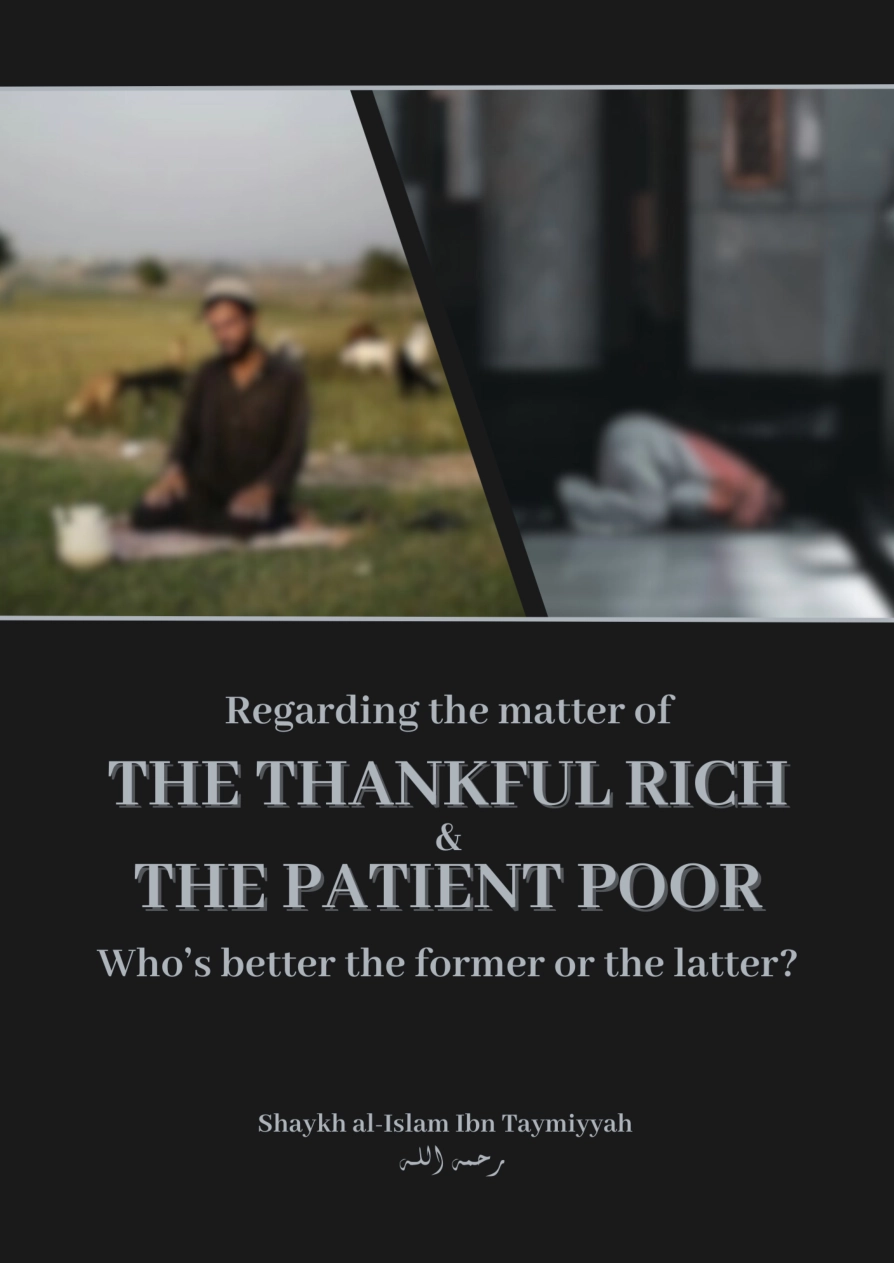 Regarding the matter of
THE THANKFUL RICH
&
THE PATIENT POOR
Who's better the former or the latter?
Shaykh al-Islam Ibn Taymiyyah
رحمه الله